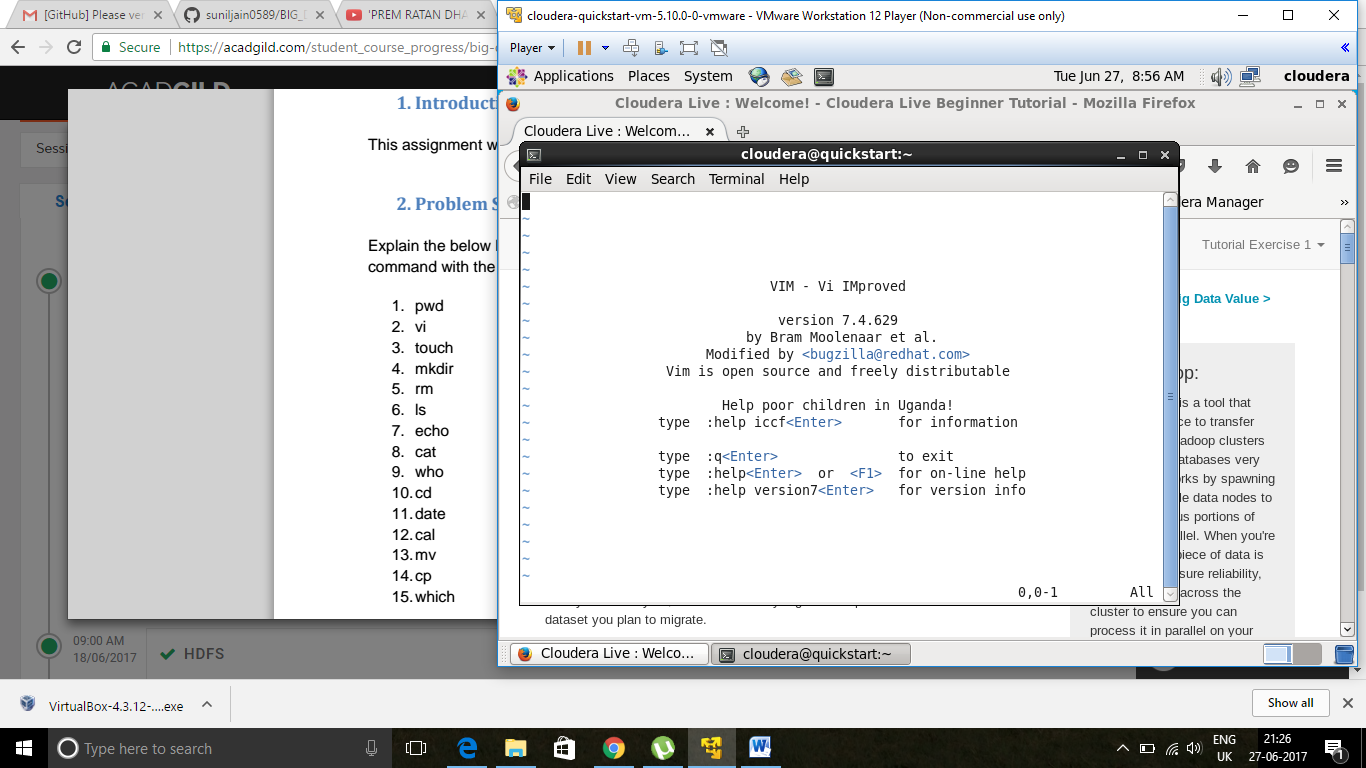 [GitHub] Please ve
suniljain0589/BIG_
'PREM RATAN DHA
Secure
https://acadgild.com/student_course_progress/big-
ACADGILD
Sessi
1. Introducti
This assignment w
2. Problem S
Explain the below
command with the
1. pwd
2. vi
3. touch
4. mkdir
5. rm
6. ls
7. echo
8. cat
9. who
10. cd
11. date
12. cal
13. mv
14. cp
15. which
09:00 AM
18/06/2017
HDFS
cloudera-quickstart-vm-5.10.0-0-vmware - VMware Workstation 12 Player (Non-commercial use only)
Player
Applications Places System
Tue Jun 27, 8:56 AM
cloudera
Cloudera Live : Welcome! - Cloudera Live Beginner Tutorial - Mozilla Firefox
Cloudera Live : Welcom...
era Manager
Tutorial Exercise 1
ig Data Value >
op:
is a tool that
ce to transfer
adoop clusters
atabases very
rks by spawning
le data nodes to
us portions of
llel. When you're
piece of data is
sure reliability,
across the
cluster to ensure you can
process it in parallel on your
dataset you plan to migrate.
cloudera@quickstart:~
File Edit View Search Terminal Help
~
~
~
~
~ VIM - Vi IMproved
~
~ version 7.4.629
~ by Bram Moolenaar et al.
~ Modified by <bugzilla@redhat.com>
~ Vim is open source and freely distributable
~
~ Help poor children in Uganda!
~ type :help iccf<Enter> for information
~
~ type :q<Enter> to exit
~ type :help<Enter> or <F1> for on-line help
~ type :help version7<Enter> for version info
~
~
~
~
~
0,0-1 All
Cloudera Live : Welco...
cloudera@quickstart:~
VirtualBox-4.3.12-....exe
Show all
Type here to search
ENG
UK
21:26
27-06-2017
1